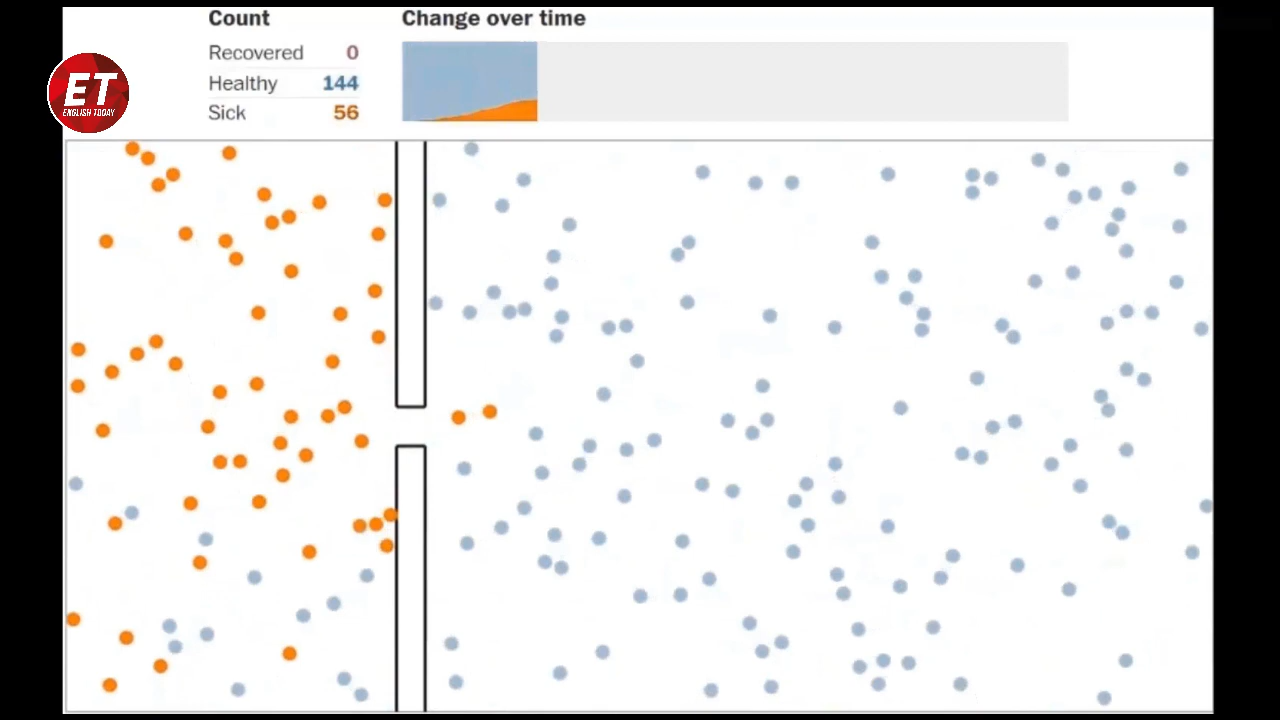 Count
Change over time
Recovered 0
Healthy 144
Sick 56
ET
ENGLISH TODAY